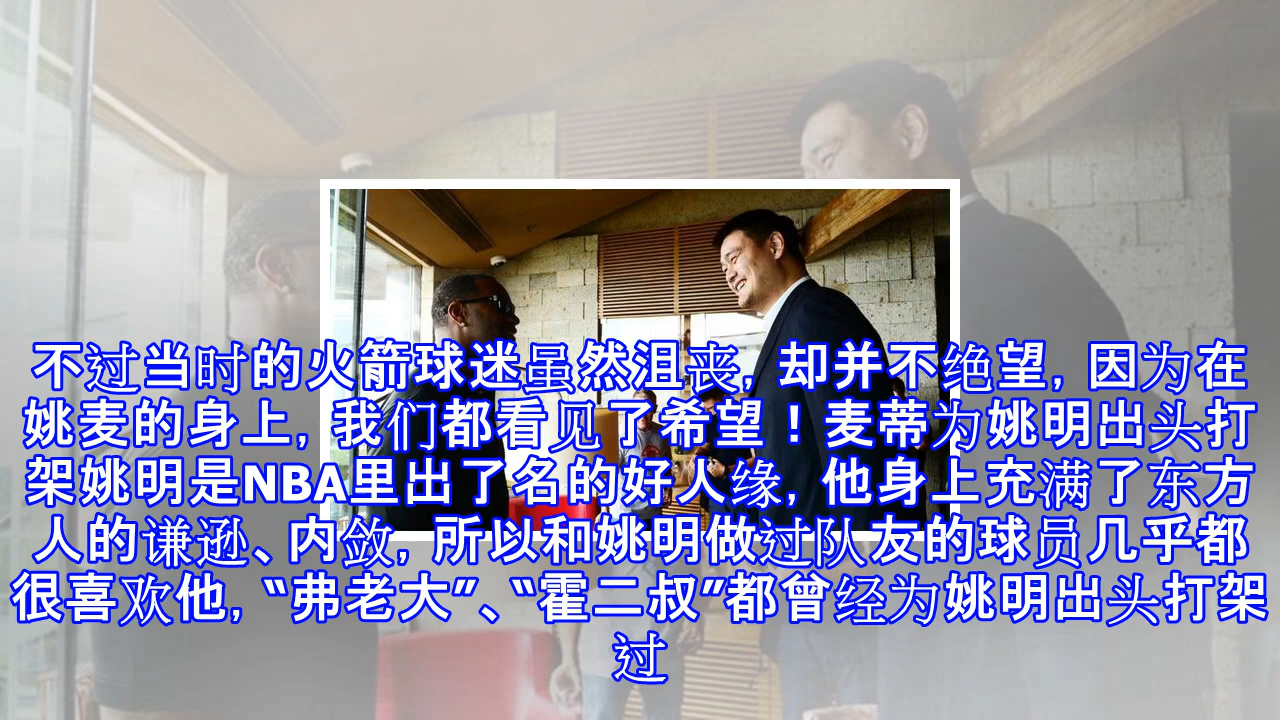 不过当时的火箭球迷虽然沮丧,却并不绝望,因为在
姚麦的身上,我们都看见了希望！麦蒂为姚明出头打
架姚明是NBA里出了名的好人缘,他身上充满了东方
人的谦逊、内敛,所以和姚明做过队友的球员几乎都
很喜欢他,“弗老大”、“霍二叔”都曾经为姚明出头打架
过